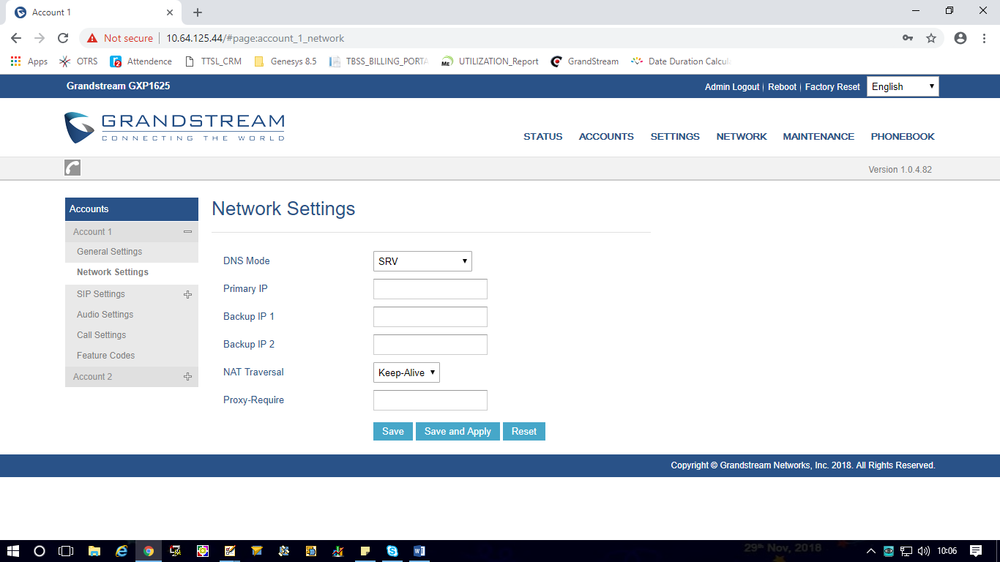 Account 1
Not secure | 10.64.125.44/#page:account_1_network
Apps OTRS Attendence TTSL_CRM Genesys 8.5 TBSS_BILLING_PORTA UTILIZATION_Report GrandStream Date Duration Calcul
Grandstream GXP1625 Admin Logout | Reboot | Factory Reset English
GRANDSTREAM
CONNECTING THE WORLD
STATUS ACCOUNTS SETTINGS NETWORK MAINTENANCE PHONEBOOK
Version 1.0.4.82
Accounts
Account 1
General Settings
Network Settings
SIP Settings
Audio Settings
Call Settings
Feature Codes
Account 2
Network Settings
DNS Mode SRV
Primary IP
Backup IP 1
Backup IP 2
NAT Traversal Keep-Alive
Proxy-Require
Save Save and Apply Reset
Copyright © Grandstream Networks, Inc. 2018. All Rights Reserved.
29th Nov, 2018
10:06